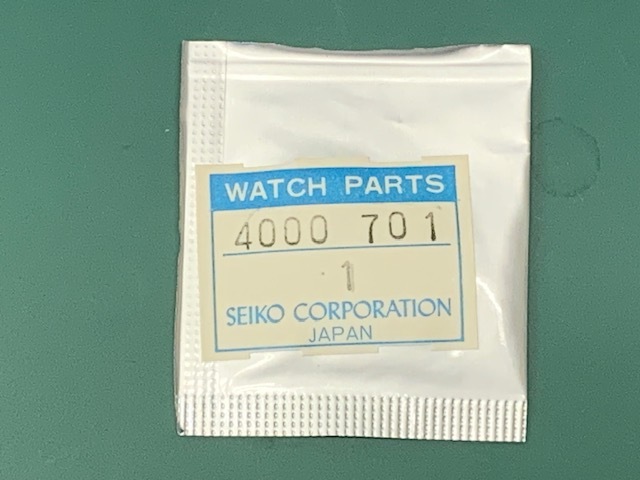 WATCH PARTS
4000 701
1
SEIKO CORPORATION
JAPAN